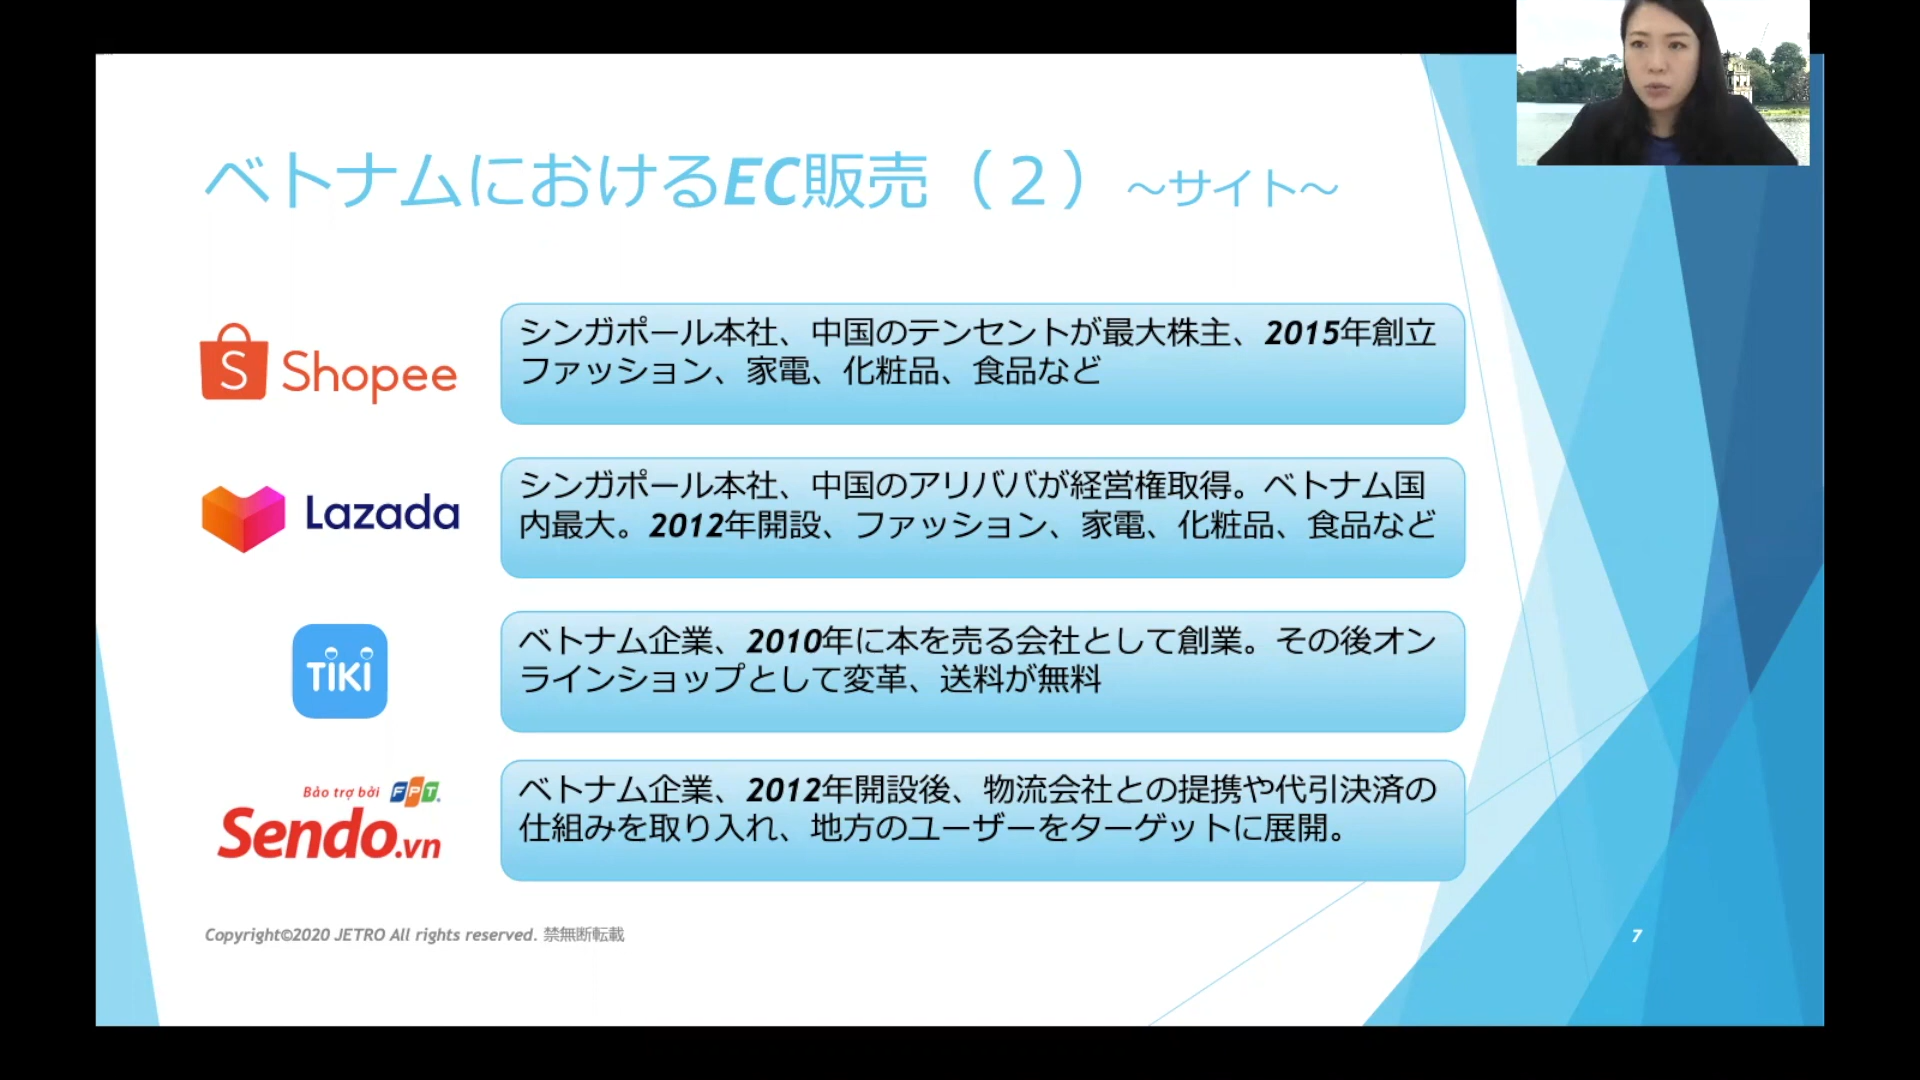 ベトナムにおけるEC販売（２）～サイト～
S Shopee
シンガポール本社、中国のテンセントが最大株主、2015年創立
ファッション、家電、化粧品、食品など
Lazada
シンガポール本社、中国のアリババが経営権取得。ベトナム国
内最大。2012年開設、ファッション、家電、化粧品、食品など
TIKI
ベトナム企業、2010年に本を売る会社として創業。その後オン
ラインショップとして変革、送料が無料
Bảo trợ bởi FPT.
Sendo.vn
ベトナム企業、2012年開設後、物流会社との提携や代引決済の
仕組みを取り入れ、地方のユーザーをターゲットに展開。
Copyright©2020 JETRO All rights reserved. 禁無断転載
7